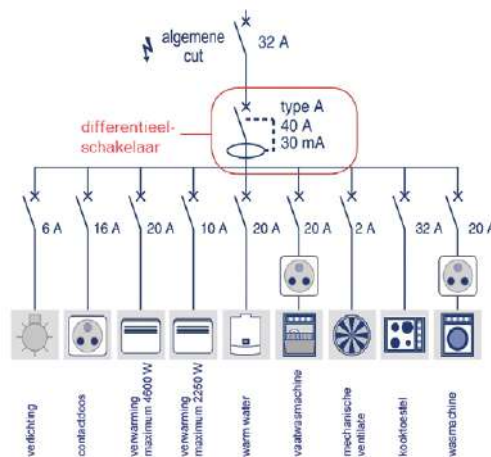 algemene
cut
32 A
differentieel-
schakelaar
type A
40 A
30 mA
6 A
16 A
20 A
10 A
20 A
20 A
2 A
32 A
20 A
verlichting
contactdoos
verwarming
maximum 4600 W
verwarming
maximum 2260 W
warm water
vaatwasmachine
mechanische
ventilatie
kooktoestel
wasmachine